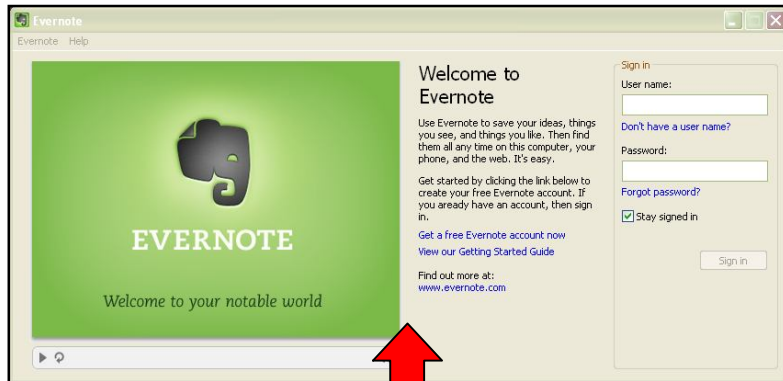 Evernote
Evernote Help
EVERNOTE
Welcome to your notable world
Welcome to
Evernote
Use Evernote to save your ideas, things
you see, and things you like. Then find
them all any time on this computer, your
phone, and the web. It's easy.
Get started by clicking the link below to
create your free Evernote account. If
you aready have an account, then sign
in.
Get a free Evernote account now
View our Getting Started Guide
Find out more at:
www.evernote.com
Sign in
User name:
Don't have a user name?
Password:
Forgot password?
Stay signed in
Sign in